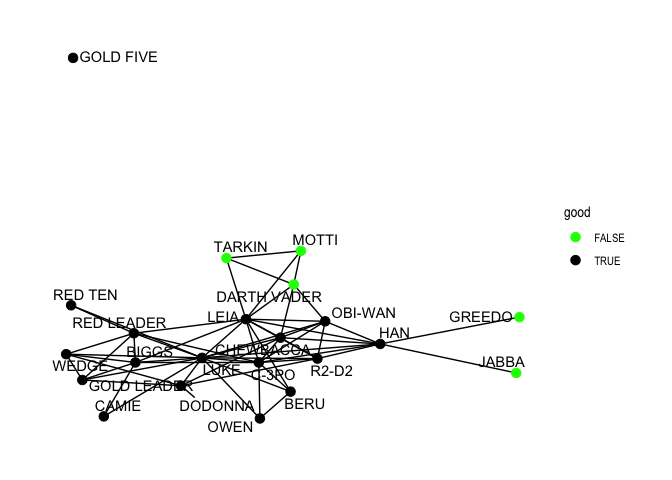 GOLD FIVE
good
FALSE
TRUE
TARKIN
MOTTI
DARTH VADER
RED TEN
LEIA
OBI-WAN
RED LEADER
GREEDO
HAN
BIGGS
CHEWBACCA
WEDGE
LUKE
C-3PO
R2-D2
JABBA
GOLD LEADER
CAMIE
DODONNA
BERU
OWEN